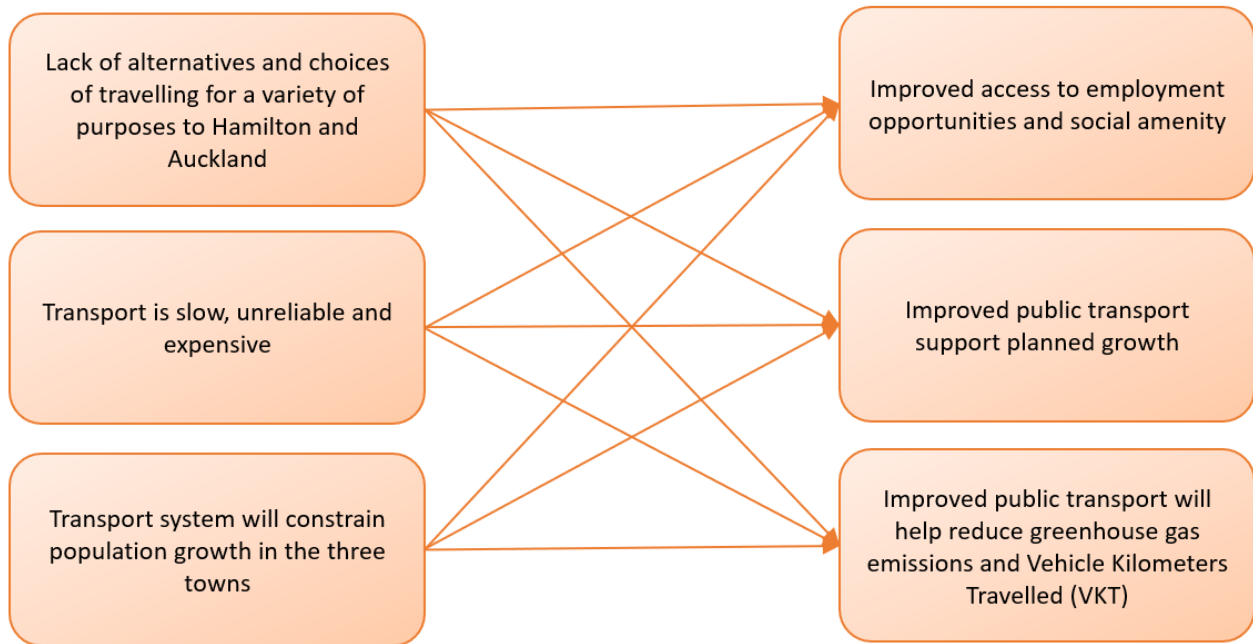 Lack of alternatives and choices
of travelling for a variety of
purposes to Hamilton and
Auckland
Transport is slow, unreliable and
expensive
Transport system will constrain
population growth in the three
towns
Improved access to employment
opportunities and social amenity
Improved public transport
support planned growth
Improved public transport will
help reduce greenhouse gas
emissions and Vehicle Kilometers
Travelled (VKT)